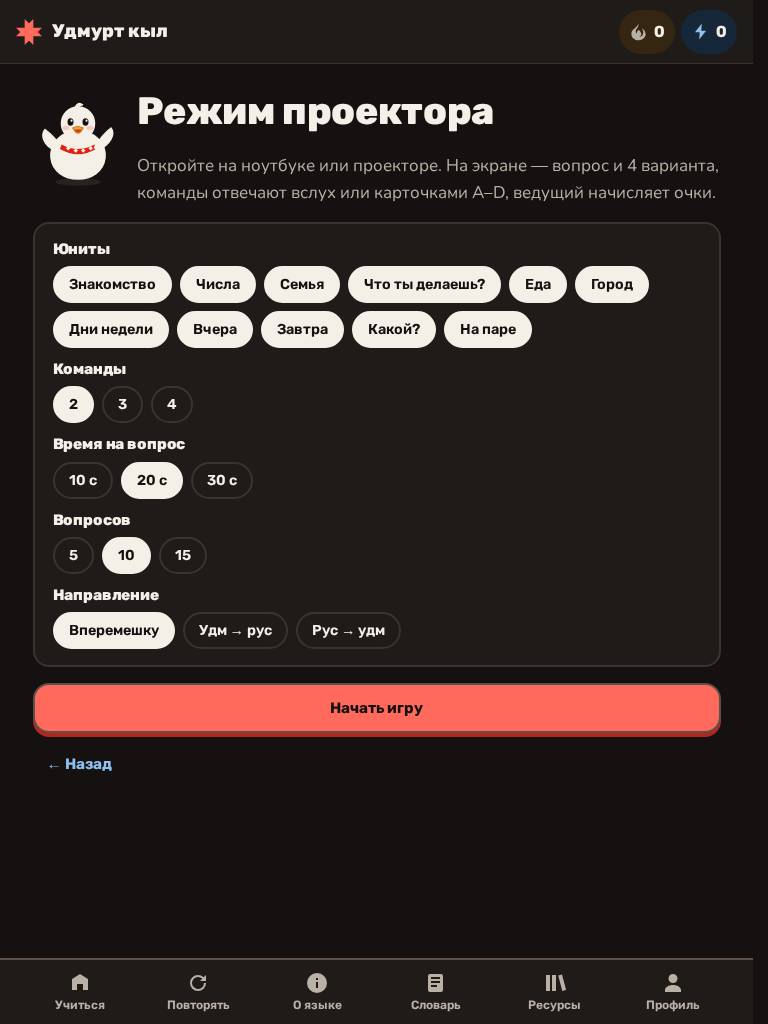 Удмурт кыл
0
0
Режим проектора
Откройте на ноутбуке или проекторе. На экране — вопрос и 4 варианта,
команды отвечают вслух или карточками A–D, ведущий начисляет очки.
Юниты
Знакомство Числа Семья Что ты делаешь? Еда Город
Дни недели Вчера Завтра Какой? На паре
Команды
2 3 4
Время на вопрос
10 с 20 с 30 с
Вопросов
5 10 15
Направление
Вперемешку Удм → рус Рус → удм
Начать игру
← Назад
Учиться Повторять О языке Словарь Ресурсы Профиль